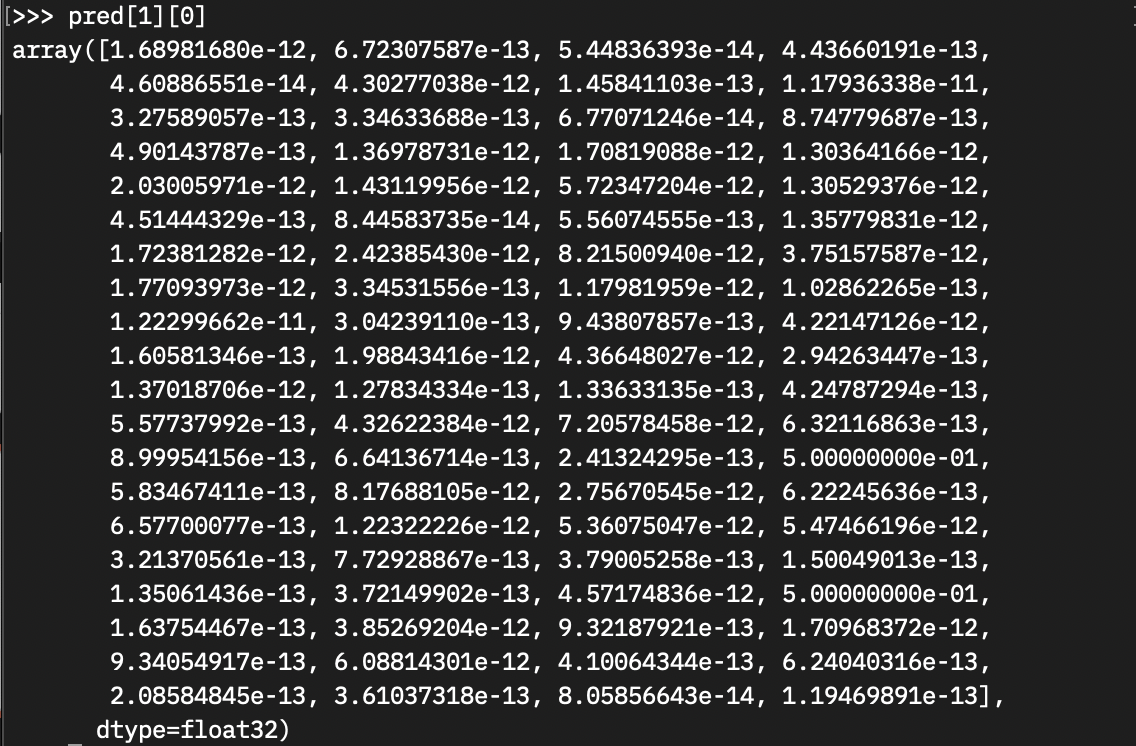 [>>> pred[1][0]
array([1.68981680e-12, 6.72307587e-13, 5.44836393e-14, 4.43660191e-13,
4.60886551e-14, 4.30277038e-12, 1.45841103e-13, 1.17936338e-11,
3.27589057e-13, 3.34633688e-13, 6.77071246e-14, 8.74779687e-13,
4.90143787e-13, 1.36978731e-12, 1.70819088e-12, 1.30364166e-12,
2.03005971e-12, 1.43119956e-12, 5.72347204e-12, 1.30529376e-12,
4.51444329e-13, 8.44583735e-14, 5.56074555e-13, 1.35779831e-12,
1.72381282e-12, 2.42385430e-12, 8.21500940e-12, 3.75157587e-12,
1.77093973e-12, 3.34531556e-13, 1.17981959e-12, 1.02862265e-13,
1.22299662e-11, 3.04239110e-13, 9.43807857e-13, 4.22147126e-12,
1.60581346e-13, 1.98843416e-12, 4.36648027e-12, 2.94263447e-13,
1.37018706e-12, 1.27834334e-13, 1.33633135e-13, 4.24787294e-13,
5.57737992e-13, 4.32622384e-12, 7.20578458e-12, 6.32116863e-13,
8.99954156e-13, 6.64136714e-13, 2.41324295e-13, 5.00000000e-01,
5.83467411e-13, 8.17688105e-12, 2.75670545e-12, 6.22245636e-13,
6.57700077e-13, 1.22322226e-12, 5.36075047e-12, 5.47466196e-12,
3.21370561e-13, 7.72928867e-13, 3.79005258e-13, 1.50049013e-13,
1.35061436e-13, 3.72149902e-13, 4.57174836e-12, 5.00000000e-01,
1.63754467e-13, 3.85269204e-12, 9.32187921e-13, 1.70968372e-12,
9.34054917e-13, 6.08814301e-12, 4.10064344e-13, 6.24040316e-13,
2.08584845e-13, 3.61037318e-13, 8.05856643e-14, 1.19469891e-13],
dtype=float32)